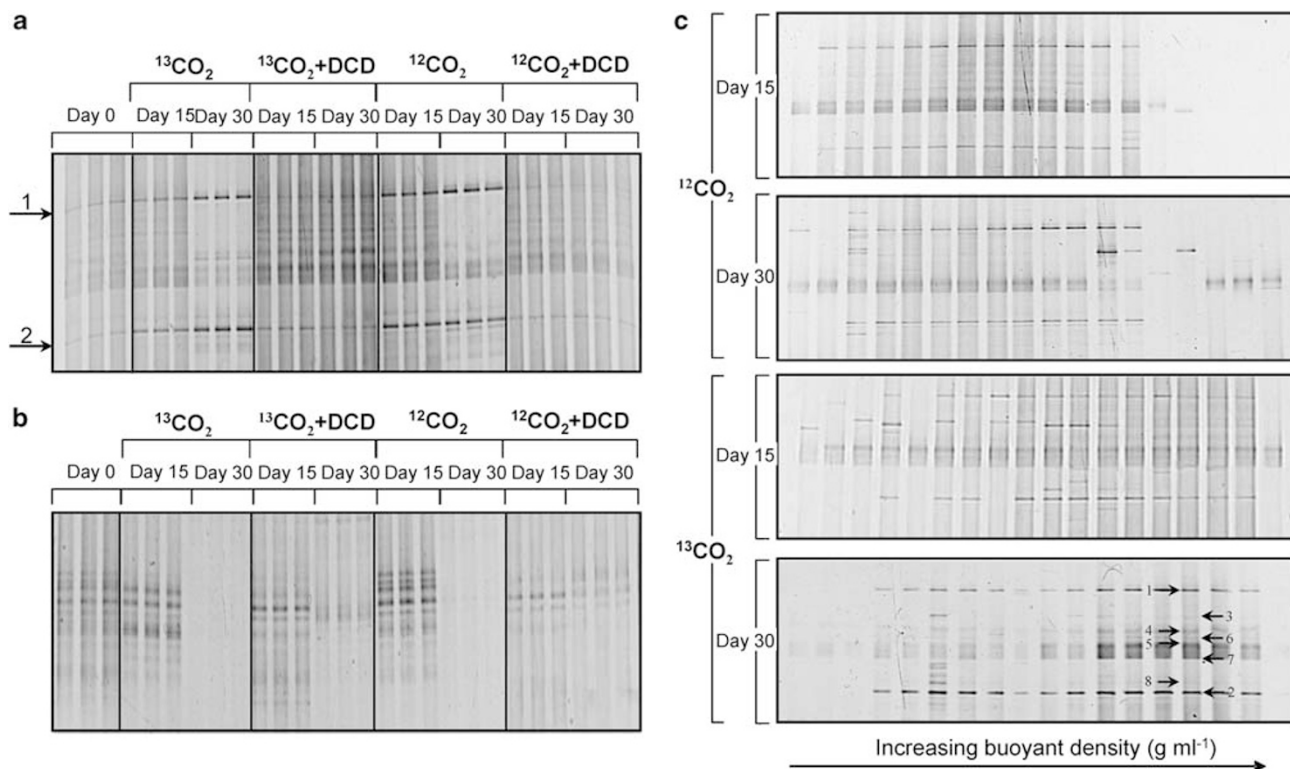 a
¹³CO₂ ¹³CO₂+DCD ¹²CO₂ ¹²CO₂+DCD
Day 0 Day 15 Day 30 Day 15 Day 30 Day 15 Day 30 Day 15 Day 30
1
2
b
¹³CO₂ ¹³CO₂+DCD ¹²CO₂ ¹²CO₂+DCD
Day 0 Day 15 Day 30 Day 15 Day 30 Day 15 Day 30 Day 15 Day 30
c
Day 15
¹²CO₂
Day 30
Day 15
¹³CO₂
Day 30
1
3
4
6
5
7
8
2
Increasing buoyant density (g ml⁻¹)